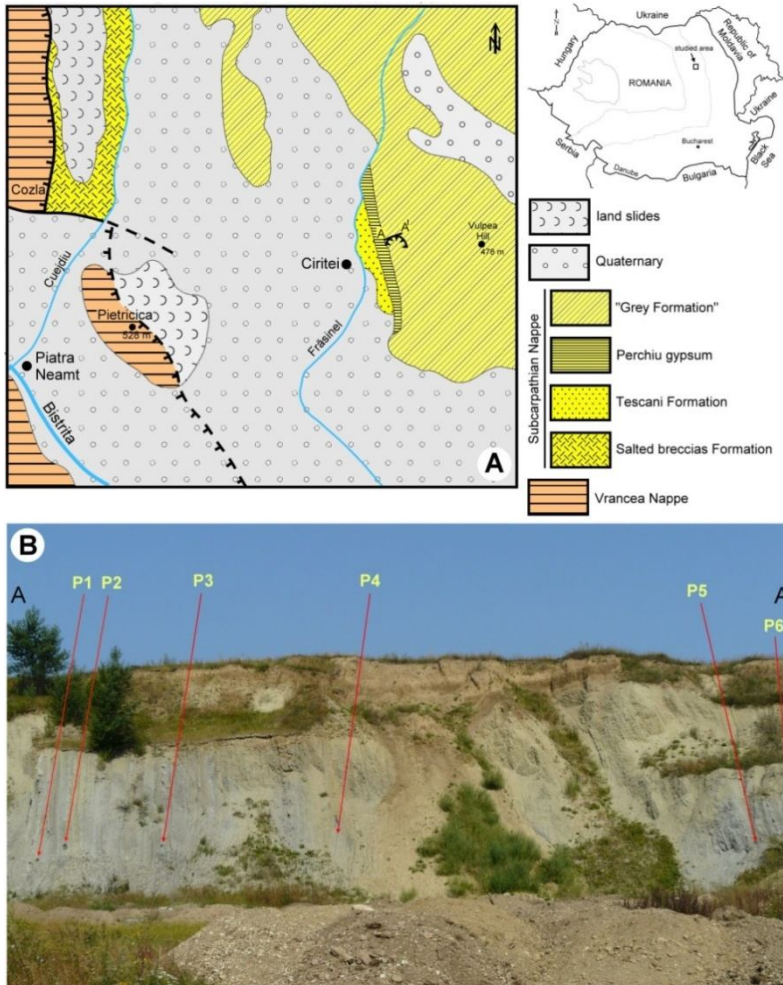 N
Cozla
Cuejdiu
Pietricica
528 m
Piatra
Neamt
Bistrita
Ciritei
Frăsinel
A
A'
Vulpea
Hill
478 m
A
N
Ukraine
Hungary
Republic of
Moldavia
studied area
ROMANIA
Ukraine
Bucharest
Serbia
Danube
Bulgaria
Black
Sea
land slides
Quaternary
Subcarpathian Nappe
"Grey Formation"
Perchiu gypsum
Tescani Formation
Salted breccias Formation
Vrancea Nappe
B
A
P1
P2
P3
P4
P5
A
P6